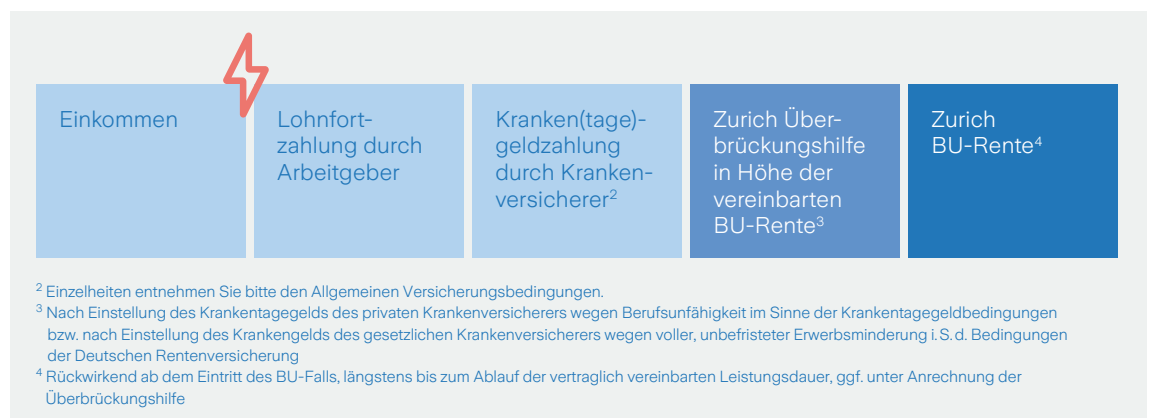 Einkommen
Lohnfort-
zahlung durch
Arbeitgeber
Kranken(tage)-
geldzahlung
durch Kranken-
versicherer²
Zurich Über-
brückungshilfe
in Höhe der
vereinbarten
BU-Rente³
Zurich
BU-Rente⁴
² Einzelheiten entnehmen Sie bitte den Allgemeinen Versicherungsbedingungen.
³ Nach Einstellung des Krankentagegelds des privaten Krankenversicherers wegen Berufsunfähigkeit im Sinne der Krankentagegeldbedingungen
bzw. nach Einstellung des Krankengelds des gesetzlichen Krankenversicherers wegen voller, unbefristeter Erwerbsminderung i. S. d. Bedingungen
der Deutschen Rentenversicherung
⁴ Rückwirkend ab dem Eintritt des BU-Falls, längstens bis zum Ablauf der vertraglich vereinbarten Leistungsdauer, ggf. unter Anrechnung der
Überbrückungshilfe